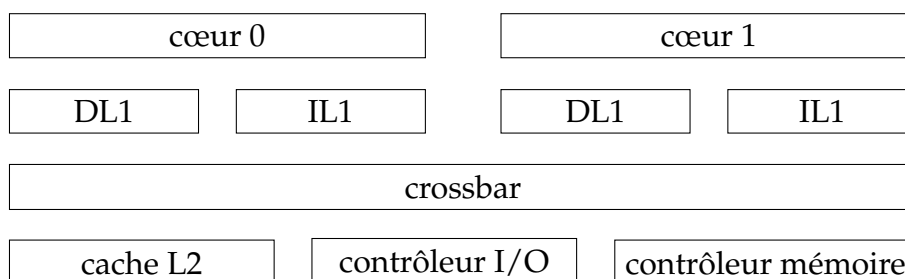 cœur 0 cœur 1
DL1 IL1 DL1 IL1
crossbar
cache L2 contrôleur I/O contrôleur mémoire